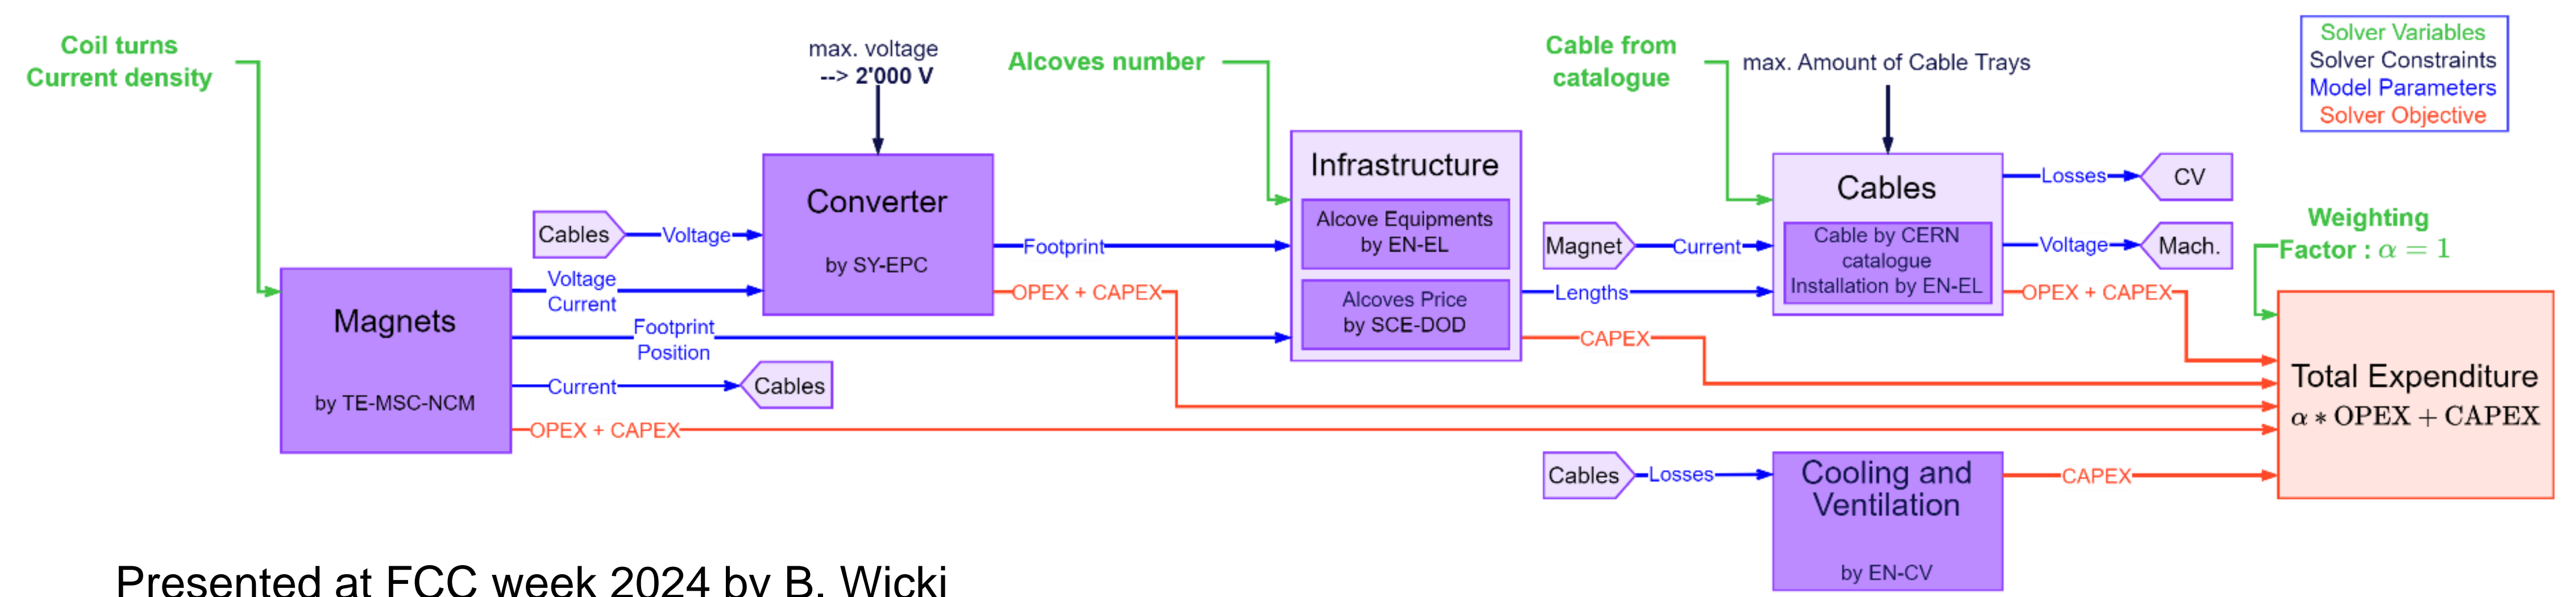 Coil turns
Current density
max. voltage
--> 2'000 V
Alcoves number
Cable from
catalogue
max. Amount of Cable Trays
Solver Variables
Solver Constraints
Model Parameters
Solver Objective
Magnets
by TE-MSC-NCM
Cables
Voltage
Voltage
Current
Footprint
Position
Current
Cables
OPEX + CAPEX
Converter
by SY-EPC
Footprint
OPEX + CAPEX
Infrastructure
Alcove Equipments
by EN-EL
Alcoves Price
by SCE-DOD
Magnet
Current
Lengths
CAPEX
Cables
Cable by CERN
catalogue
Installation by EN-EL
Losses
CV
Voltage
Mach.
OPEX + CAPEX
Weighting
Factor : α = 1
Total Expenditure
α ∗ OPEX + CAPEX
Cables
Losses
Cooling and
Ventilation
by EN-CV
CAPEX
Presented at FCC week 2024 by B. Wicki